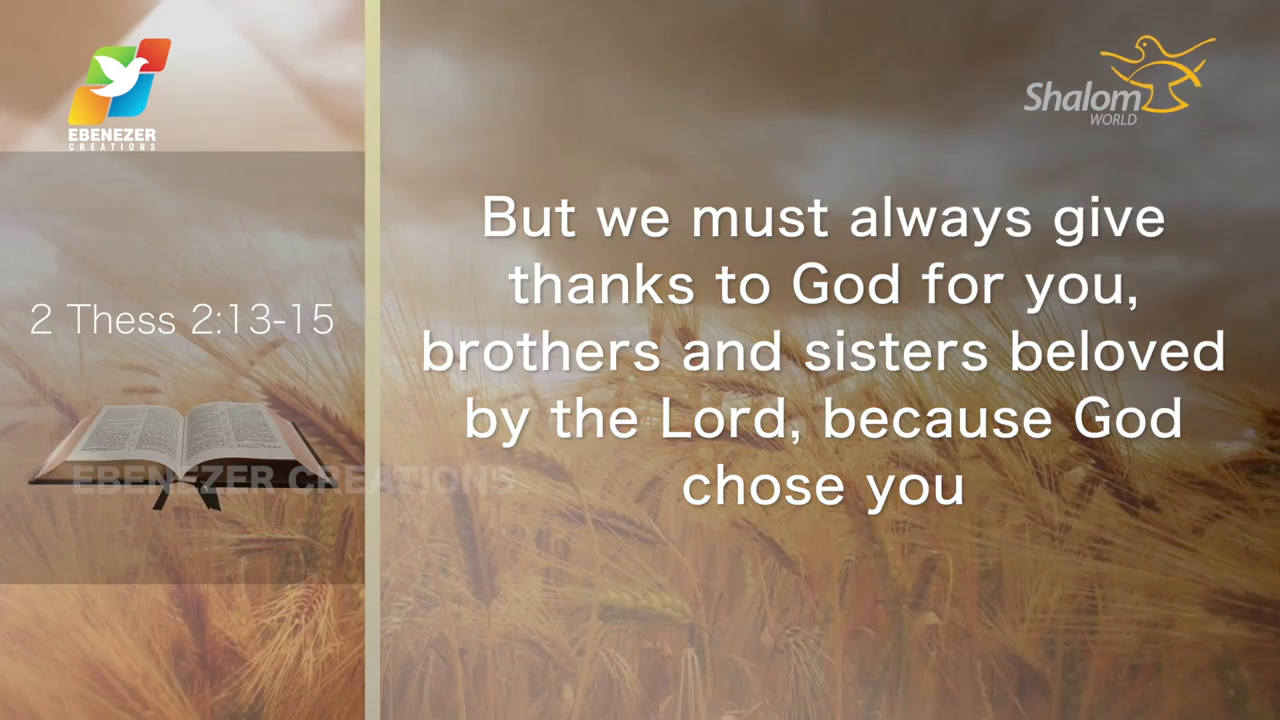 EBENEZER
CREATIONS
Shalom
WORLD
2 Thess 2:13-15
But we must always give
thanks to God for you,
brothers and sisters beloved
by the Lord, because God
chose you
EBENEZER CREATIONS